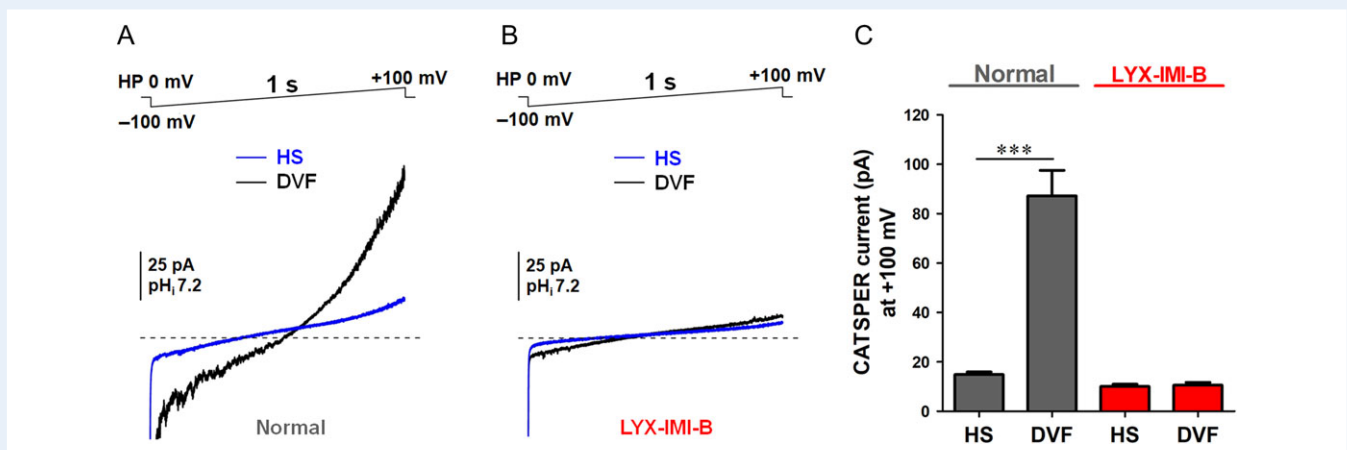 A
HP 0 mV
1 s
+100 mV
–100 mV
HS
DVF
25 pA
pHi 7.2
Normal
B
HP 0 mV
1 s
+100 mV
–100 mV
HS
DVF
25 pA
pHi 7.2
LYX-IMI-B
C
Normal
LYX-IMI-B
CATSPER current (pA)
at +100 mV
120
100
80
60
40
20
0
***
HS
DVF
HS
DVF